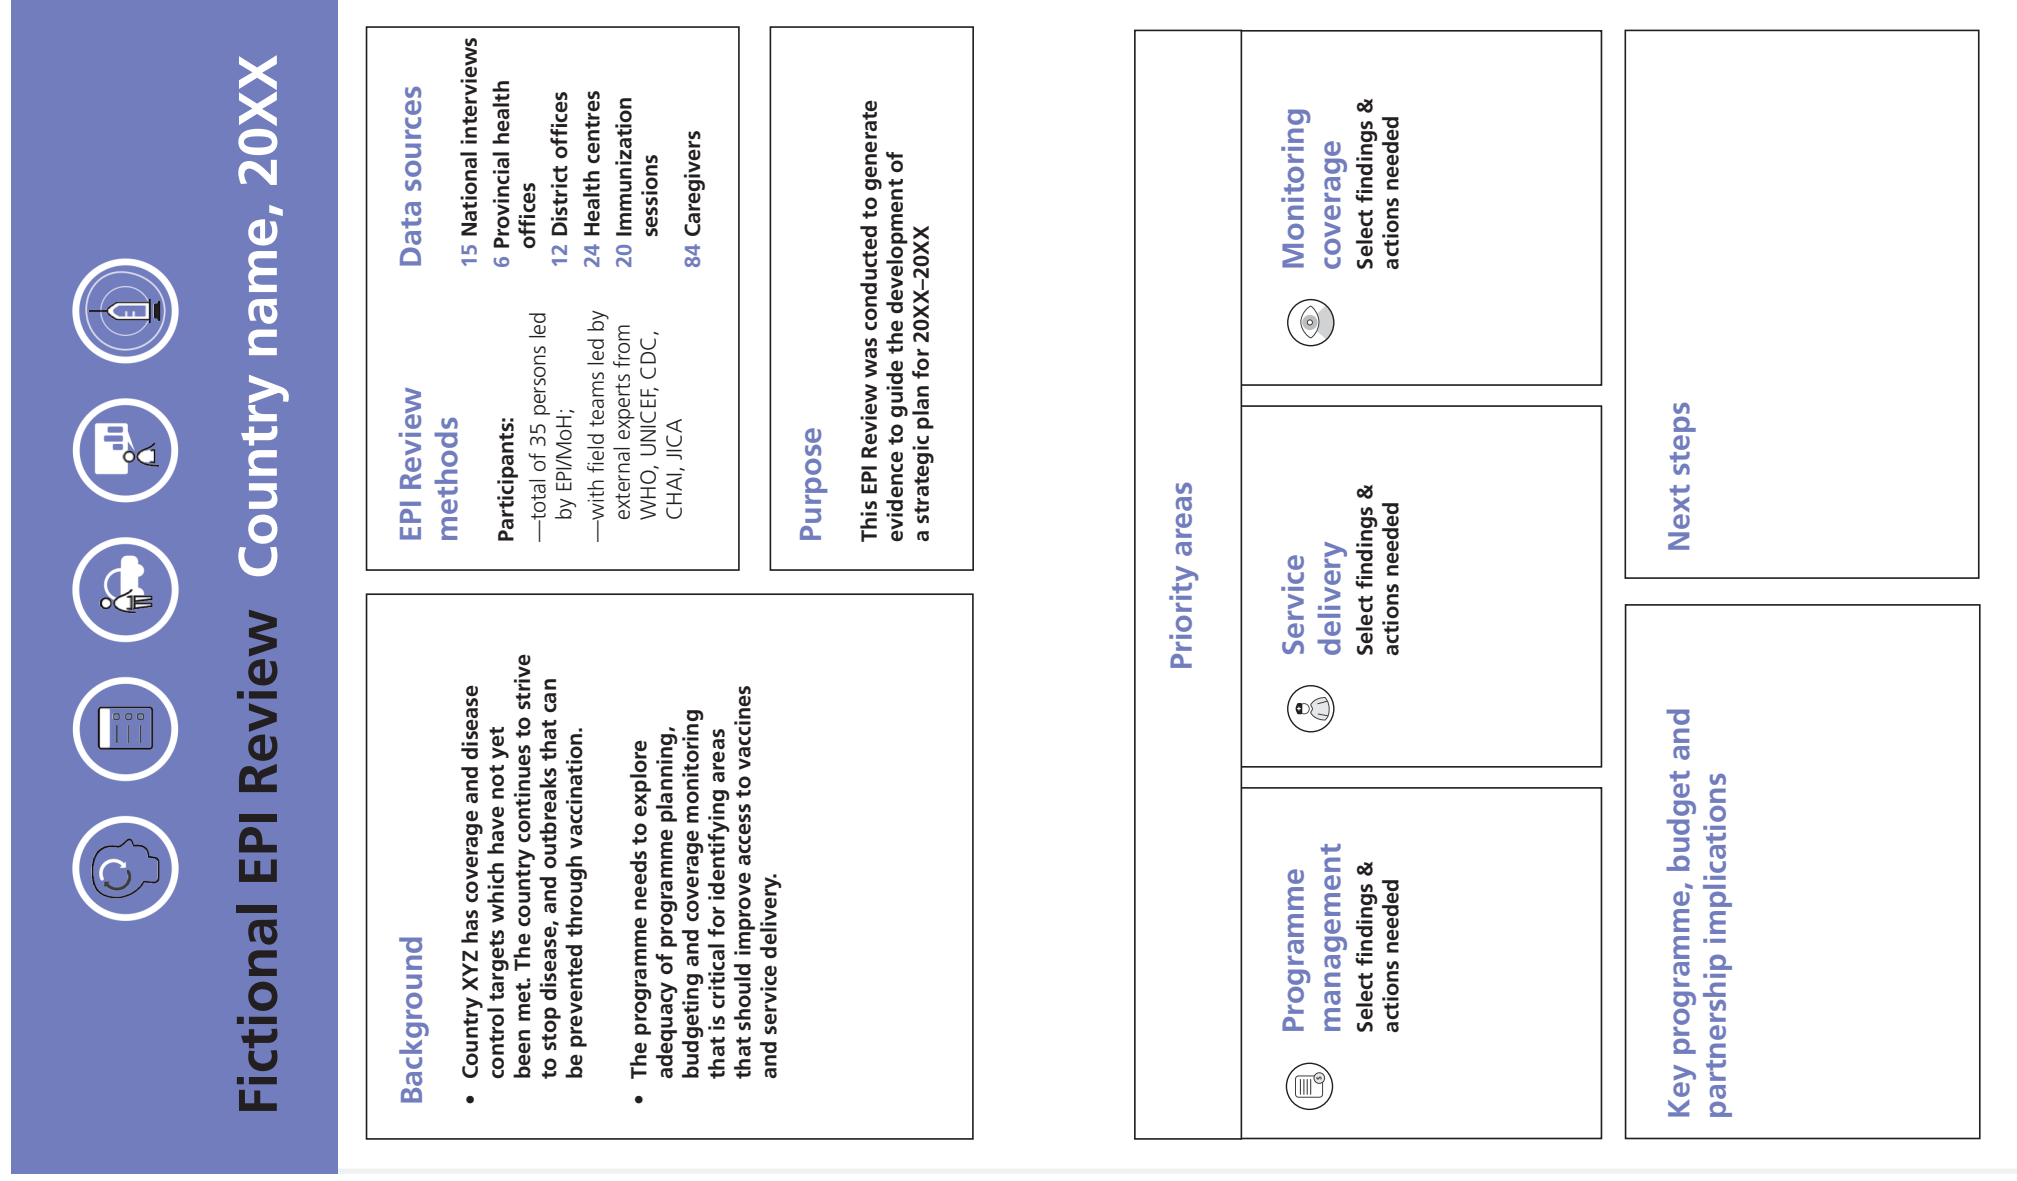 Fictional EPI Review Country name, 20XX
Background
• Country XYZ has coverage and disease
control targets which have not yet
been met. The country continues to strive
to stop disease, and outbreaks that can
be prevented through vaccination.
• The programme needs to explore
adequacy of programme planning,
budgeting and coverage monitoring
that is critical for identifying areas
that should improve access to vaccines
and service delivery.
EPI Review
methods
Participants:
—total of 35 persons led
by EPI/MoH;
—with field teams led by
external experts from
WHO, UNICEF, CDC,
CHAI, JICA
Data sources
15 National interviews
6 Provincial health
offices
12 District offices
24 Health centres
20 Immunization
sessions
84 Caregivers
Purpose
This EPI Review was conducted to generate
evidence to guide the development of
a strategic plan for 20XX–20XX
Priority areas
Programme
management
Select findings &
actions needed
Service
delivery
Select findings &
actions needed
Monitoring
coverage
Select findings &
actions needed
Key programme, budget and
partnership implications
Next steps